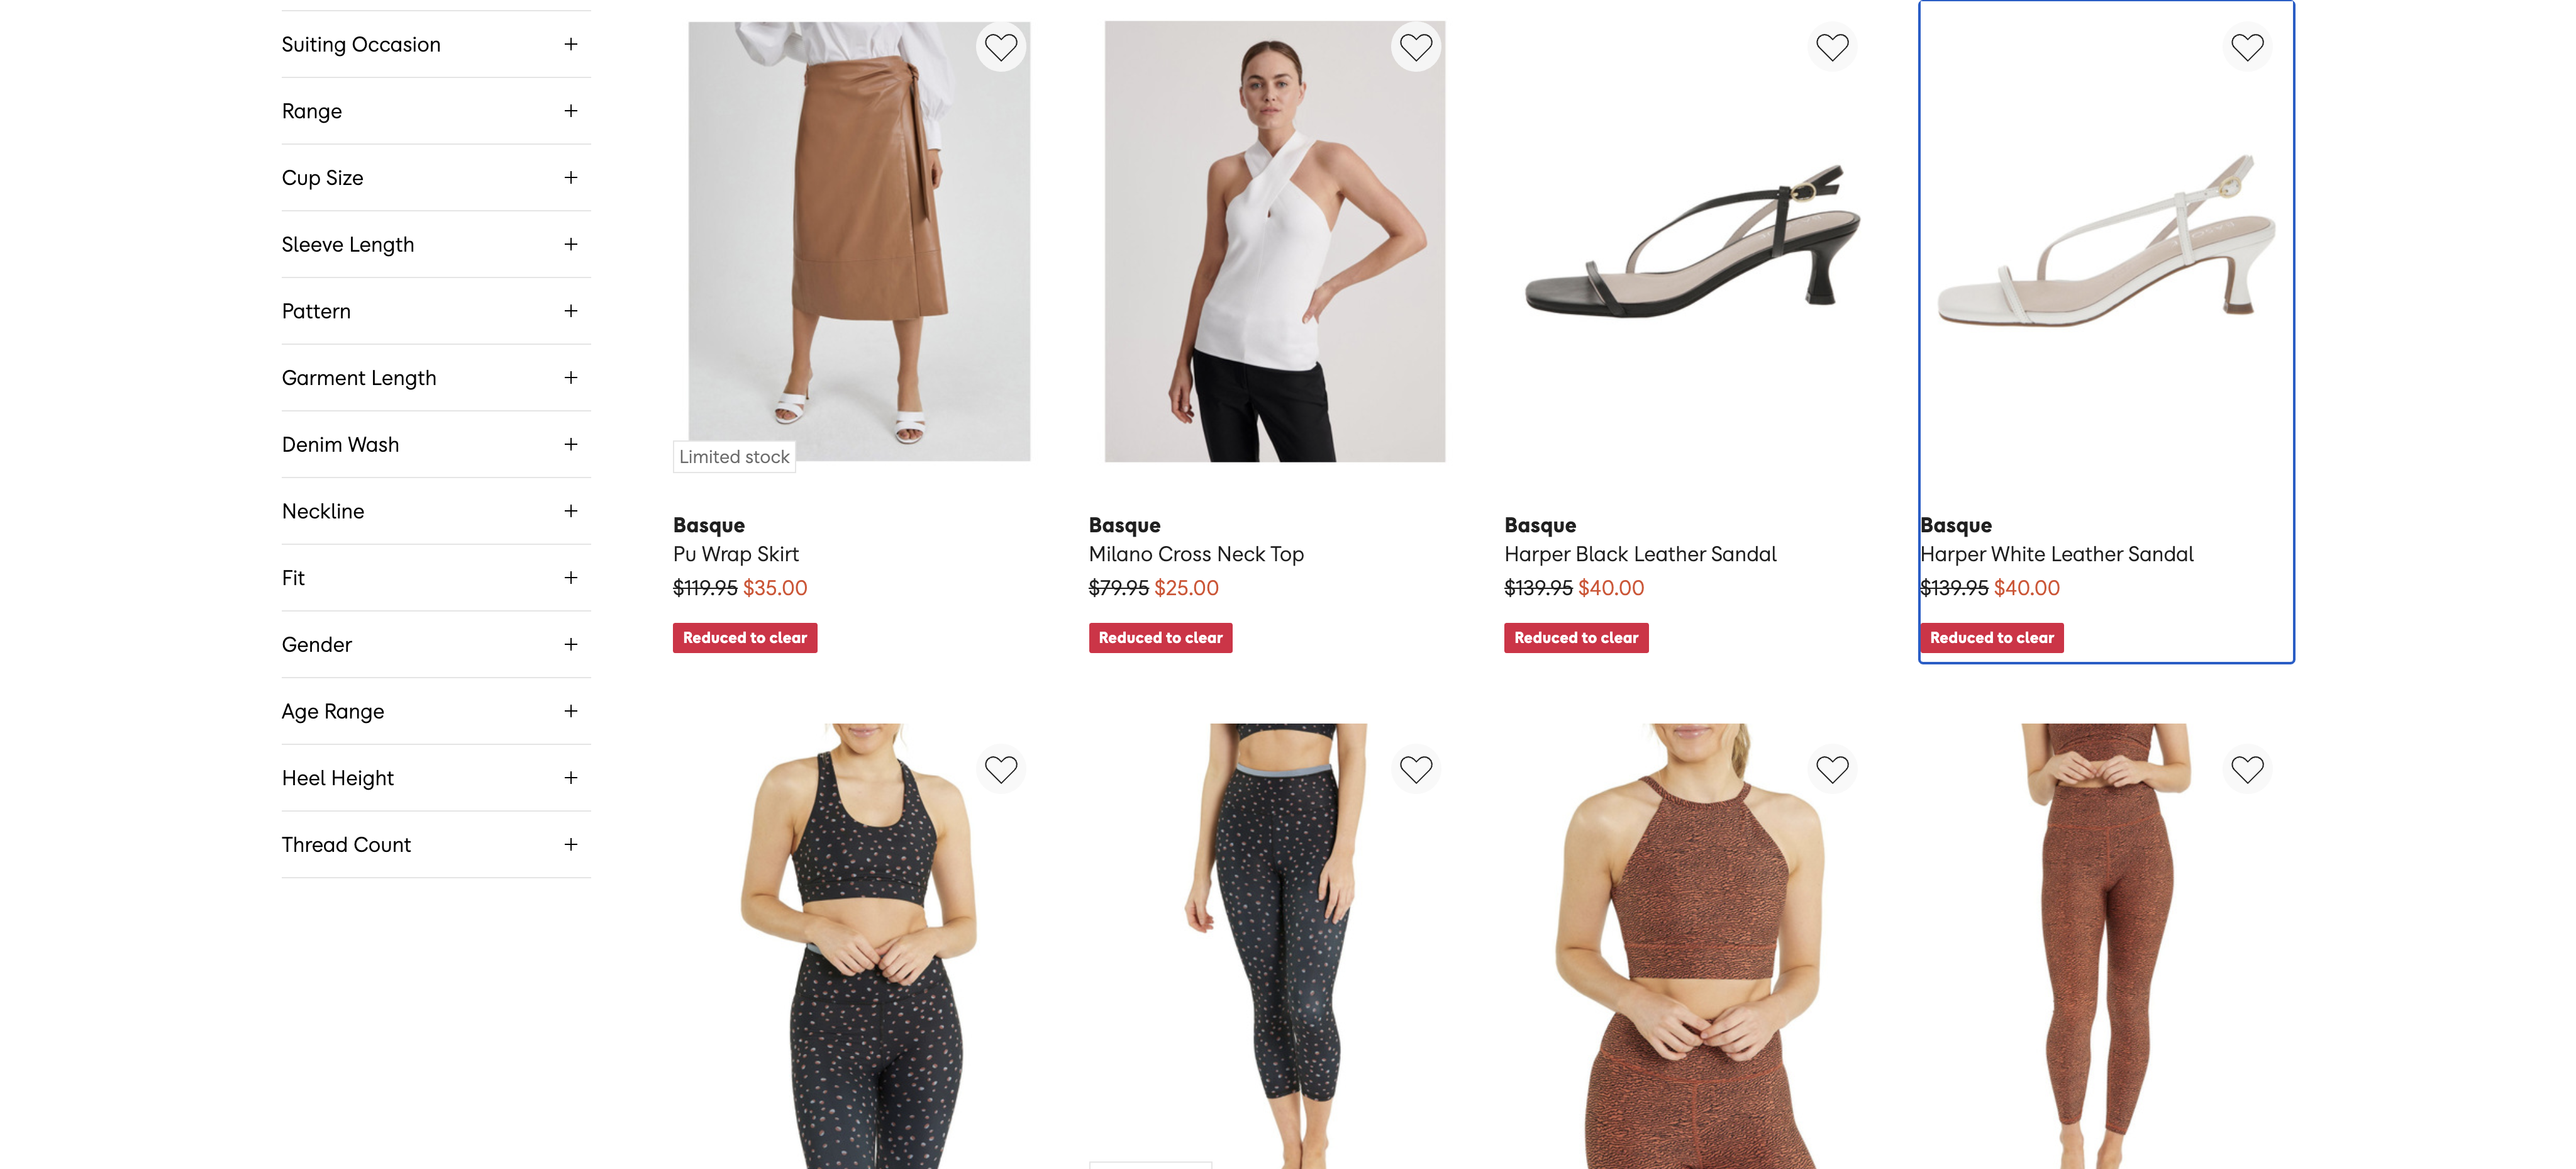 Suiting Occasion
Range
Cup Size
Sleeve Length
Pattern
Garment Length
Denim Wash
Neckline
Fit
Gender
Age Range
Heel Height
Thread Count
Limited stock
Basque
Pu Wrap Skirt
$119.95 $35.00
Reduced to clear
Basque
Milano Cross Neck Top
$79.95 $25.00
Reduced to clear
Basque
Harper Black Leather Sandal
$139.95 $40.00
Reduced to clear
Basque
Harper White Leather Sandal
$139.95 $40.00
Reduced to clear